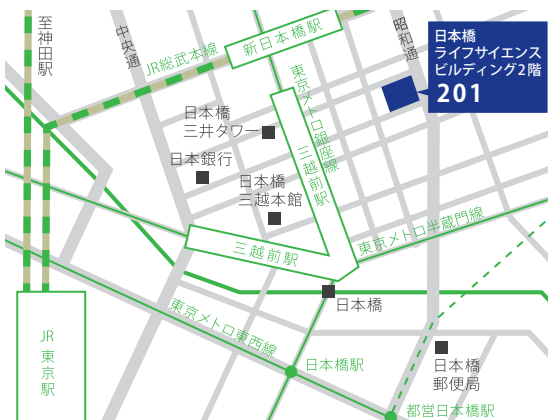 至神田駅
中央通
JR総武本線
新日本橋駅
昭和通
日本橋
ライフサイエンス
ビルディング2階
201
東京メトロ銀座線
三越前駅
日本橋
三井タワー
日本銀行
日本橋
三越本館
三越前駅
東京メトロ半蔵門線
日本橋
東京メトロ東西線
JR
東京駅
日本橋駅
日本橋
郵便局
都営日本橋駅